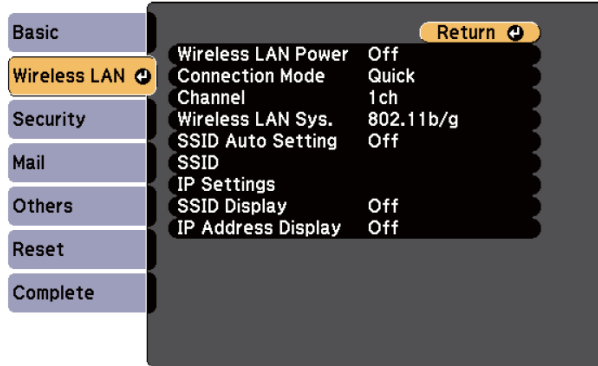 Basic
Wireless LAN
Security
Mail
Others
Reset
Complete
Return
Wireless LAN Power Off
Connection Mode Quick
Channel 1ch
Wireless LAN Sys. 802.11b/g
SSID Auto Setting Off
SSID
IP Settings
SSID Display Off
IP Address Display Off